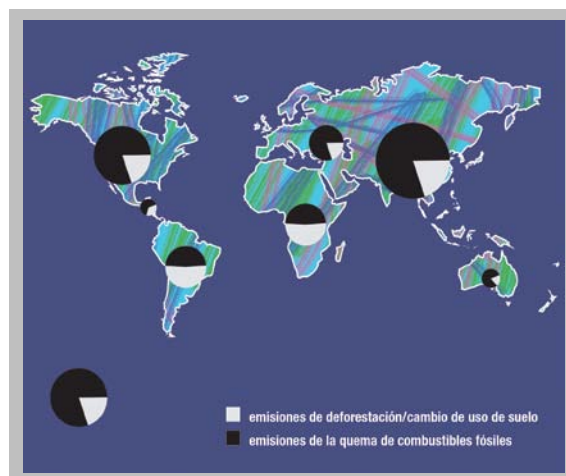 emisiones de deforestación/cambio de uso de suelo
emisiones de la quema de combustibles fósiles